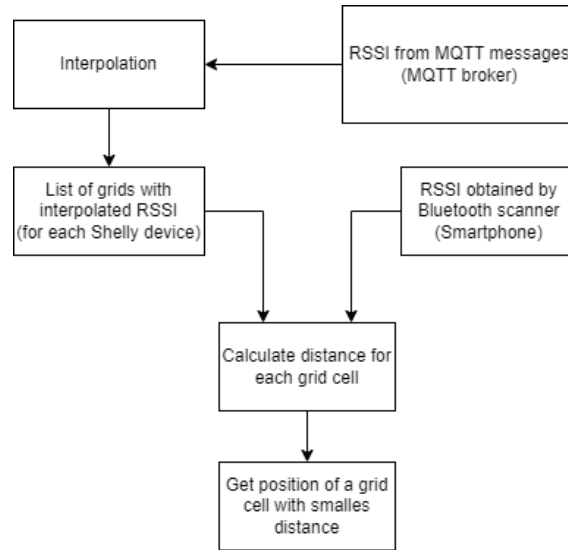 Interpolation
RSSI from MQTT messages
(MQTT broker)
List of grids with
interpolated RSSI
(for each Shelly device)
RSSI obtained by
Bluetooth scanner
(Smartphone)
Calculate distance for
each grid cell
Get position of a grid
cell with smalles
distance